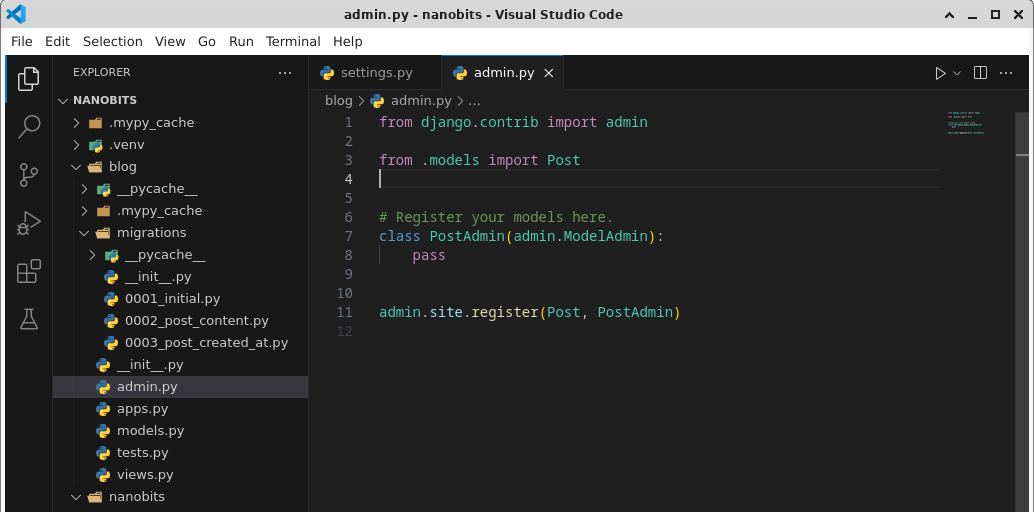 admin.py - nanobits - Visual Studio Code
File Edit Selection View Go Run Terminal Help
EXPLORER ...
NANOBITS
.mypy_cache
.venv
blog
__pycache__
.mypy_cache
migrations
__pycache__
__init__.py
0001_initial.py
0002_post_content.py
0003_post_created_at.py
__init__.py
admin.py
apps.py
models.py
tests.py
views.py
nanobits
settings.py admin.py
blog > admin.py > ...
1 from django.contrib import admin
2
3 from .models import Post
4
5
6 # Register your models here.
7 class PostAdmin(admin.ModelAdmin):
8     pass
9
10
11 admin.site.register(Post, PostAdmin)
12